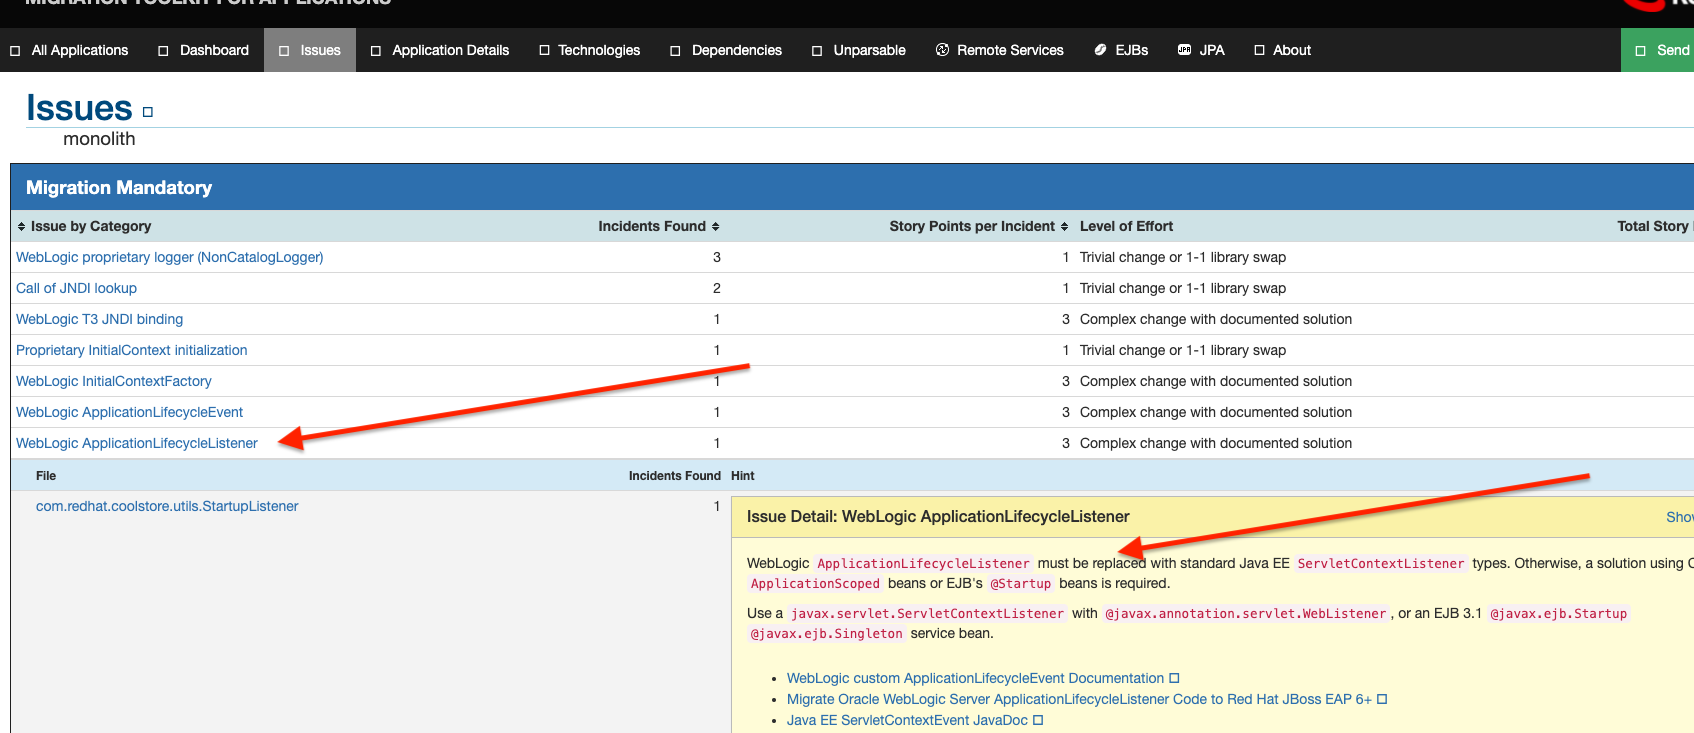 MIGRATION TOOLKIT FOR APPLICATIONS
All Applications Dashboard Issues Application Details Technologies Dependencies Unparsable Remote Services EJBs JPA About Send
Issues
monolith
Migration Mandatory
Issue by Category Incidents Found Story Points per Incident Level of Effort Total Story
WebLogic proprietary logger (NonCatalogLogger) 3 1 Trivial change or 1-1 library swap
Call of JNDI lookup 2 1 Trivial change or 1-1 library swap
WebLogic T3 JNDI binding 1 3 Complex change with documented solution
Proprietary InitialContext initialization 1 1 Trivial change or 1-1 library swap
WebLogic InitialContextFactory 1 3 Complex change with documented solution
WebLogic ApplicationLifecycleEvent 1 3 Complex change with documented solution
WebLogic ApplicationLifecycleListener 1 3 Complex change with documented solution
File Incidents Found Hint
com.redhat.coolstore.utils.StartupListener 1
Issue Detail: WebLogic ApplicationLifecycleListener Show
WebLogic ApplicationLifecycleListener must be replaced with standard Java EE ServletContextListener types. Otherwise, a solution using
ApplicationScoped beans or EJB's @Startup beans is required.
Use a javax.servlet.ServletContextListener with @javax.annotation.servlet.WebListener, or an EJB 3.1 @javax.ejb.Startup
@javax.ejb.Singleton service bean.
WebLogic custom ApplicationLifecycleEvent Documentation
Migrate Oracle WebLogic Server ApplicationLifecycleListener Code to Red Hat JBoss EAP 6+
Java EE ServletContextEvent JavaDoc